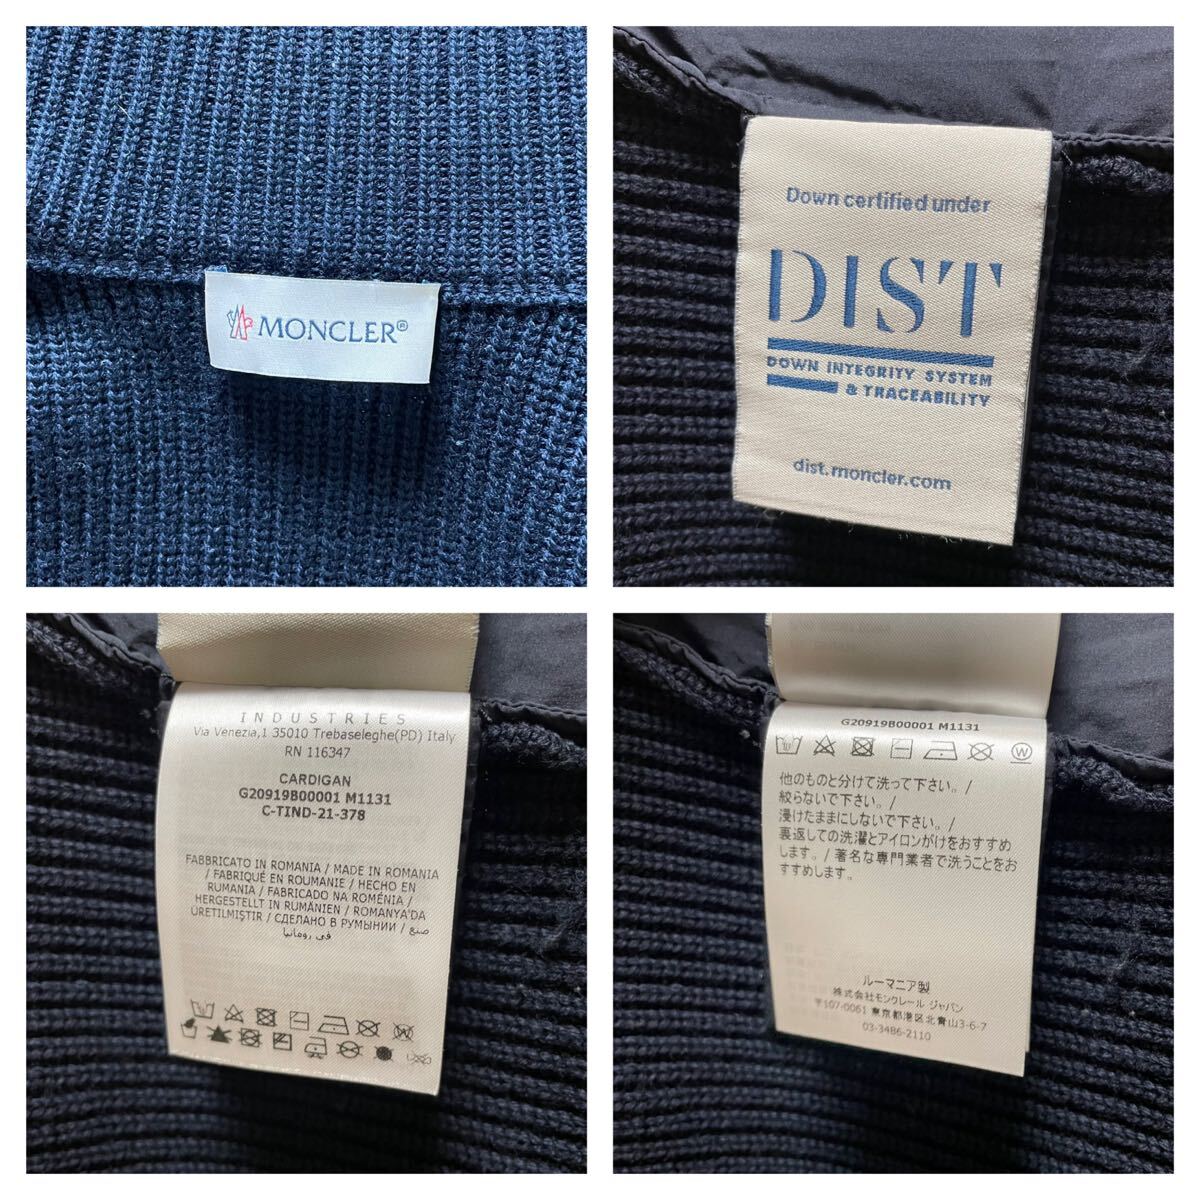 MONCLER®
Down certified under
DIST
DOWN INTEGRITY SYSTEM
& TRACEABILITY
dist.moncler.com
INDUSTRIES
Via Venezia,1 35010 Trebaseleghe(PD) Italy
RN 116347
CARDIGAN
G20919B00001 M1131
C-TIND-21-378
FABBRICATO IN ROMANIA / MADE IN ROMANIA
/ FABRIQUÉ EN ROUMANIE / HECHO EN
RUMANIA / FABRICADO NA ROMÊNIA /
HERGESTELLT IN RUMÄNIEN / ROMANYA'DA
ÜRETILMIŞTIR / СДЕЛАНО В РУМЫНИИ / صنع
في رومانيا
G20919B00001 M1131
他のものと分けて洗って下さい。/
絞らないで下さい。/
浸けたままにしないで下さい。/
裏返しての洗濯とアイロンがけをおすすめ
します。/ 著名な専門業者で洗うことをお
すすめします。
ルーマニア製
株式会社モンクレール ジャパン
〒107-0061 東京都港区北青山3-6-7
03-3486-2110